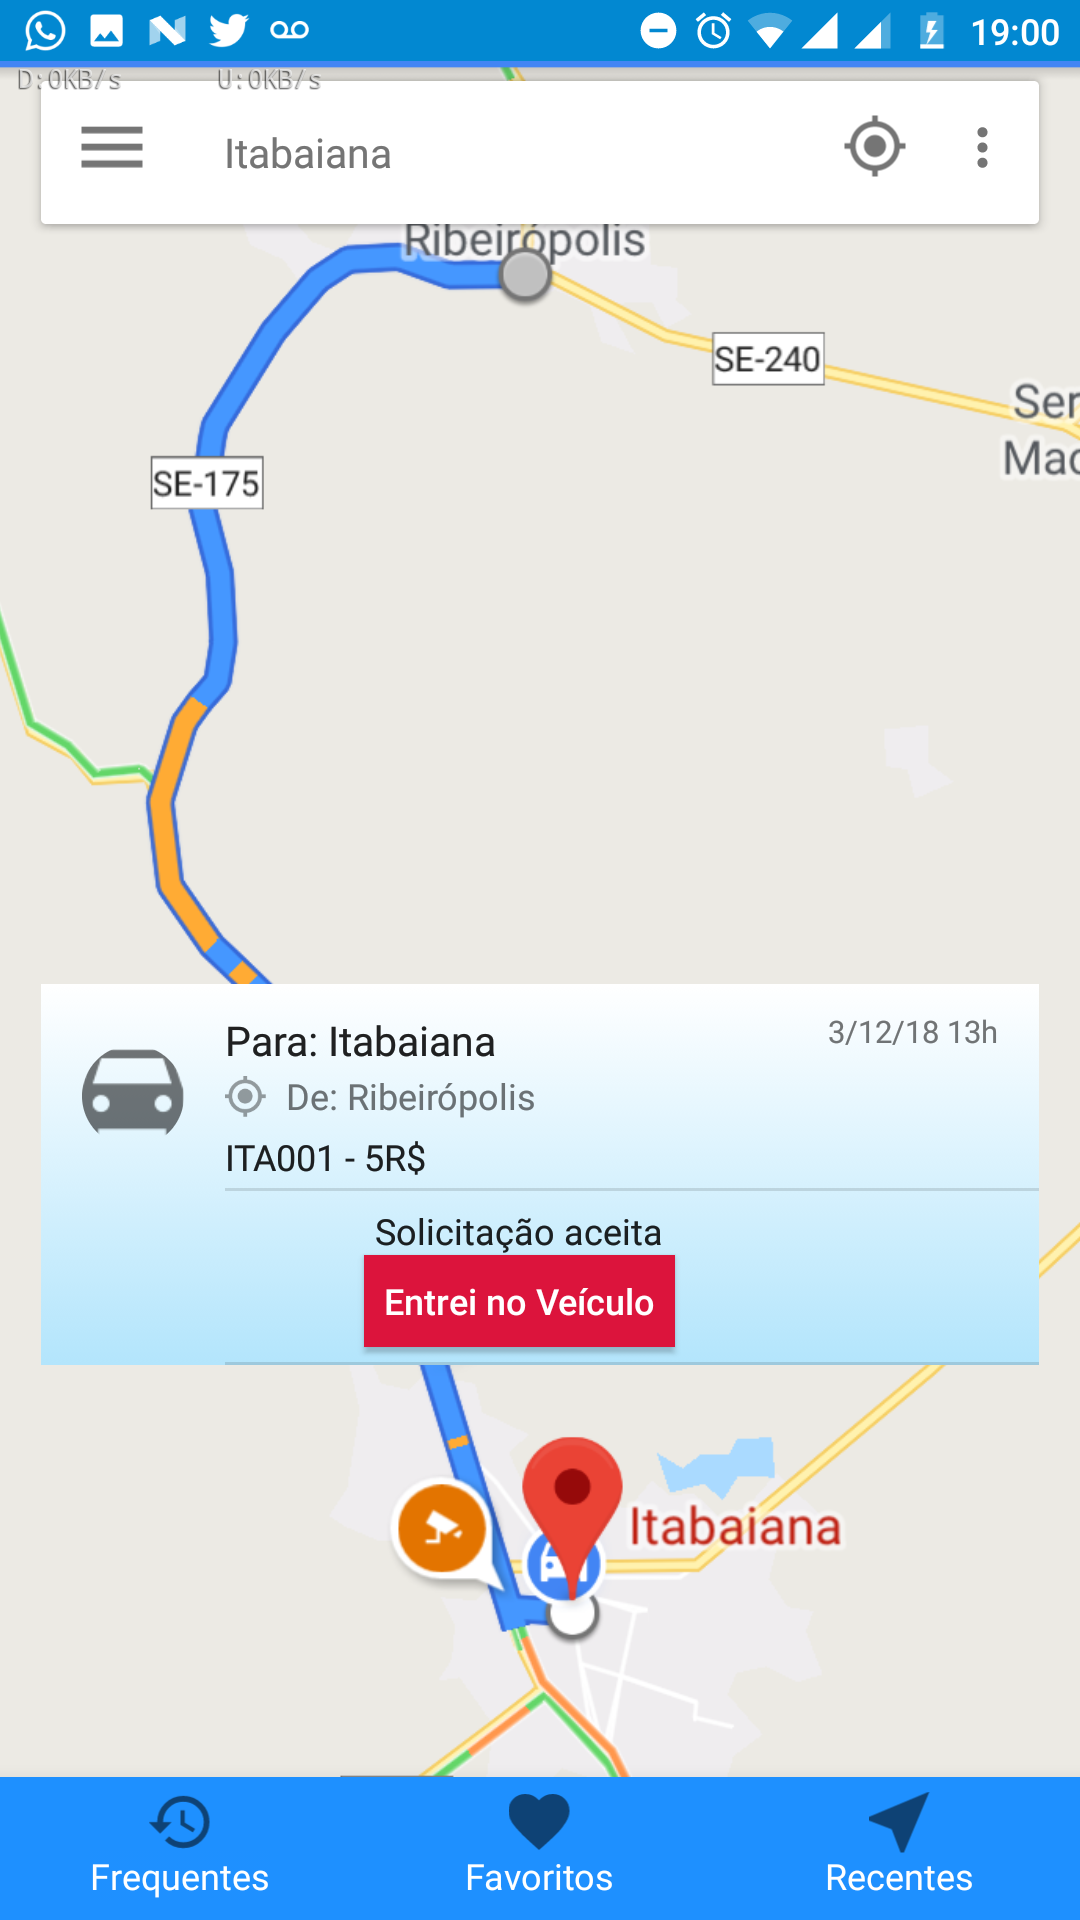 19:00
D:0KB/s U:0KB/s
Itabaiana
Ribeirópolis
SE-240
Ser
Mac
SE-175
Para: Itabaiana
3/12/18 13h
De: Ribeirópolis
ITA001 - 5R$
Solicitação aceita
Entrei no Veículo
Itabaiana
Frequentes
Favoritos
Recentes